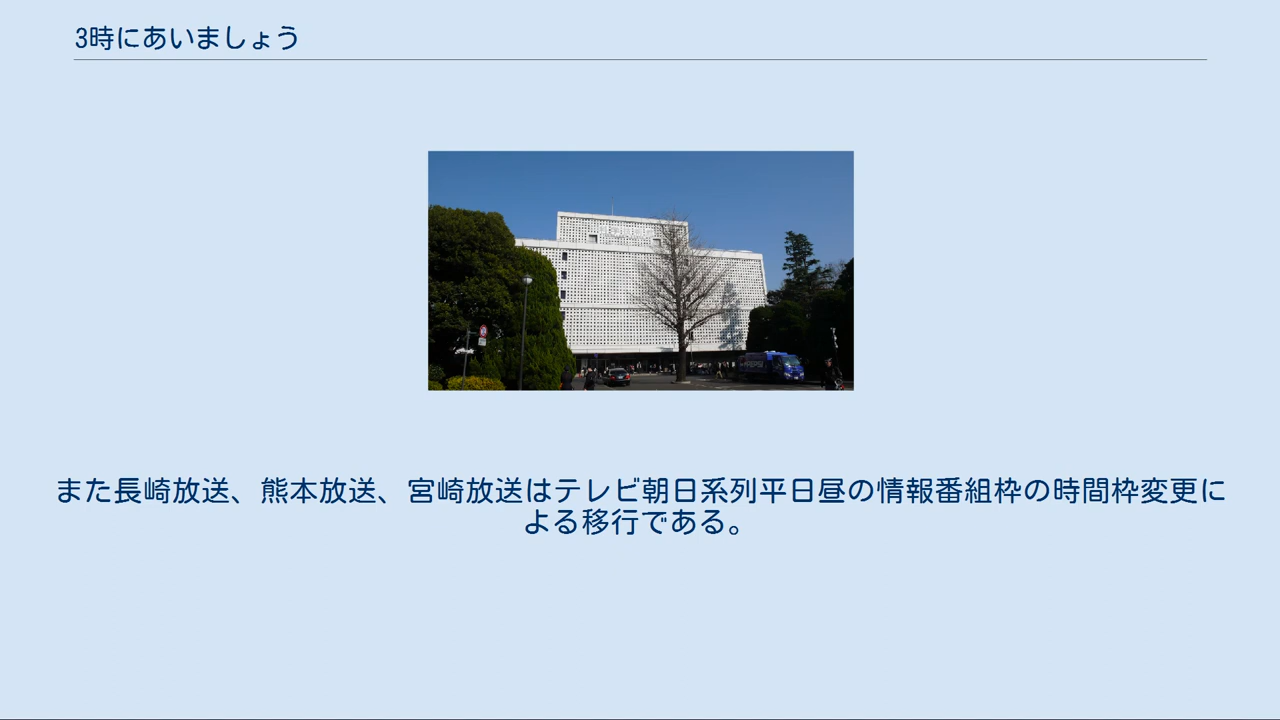 3時にあいましょう
また長崎放送、熊本放送、宮崎放送はテレビ朝日系列平日昼の情報番組枠の時間枠変更に
よる移行である。